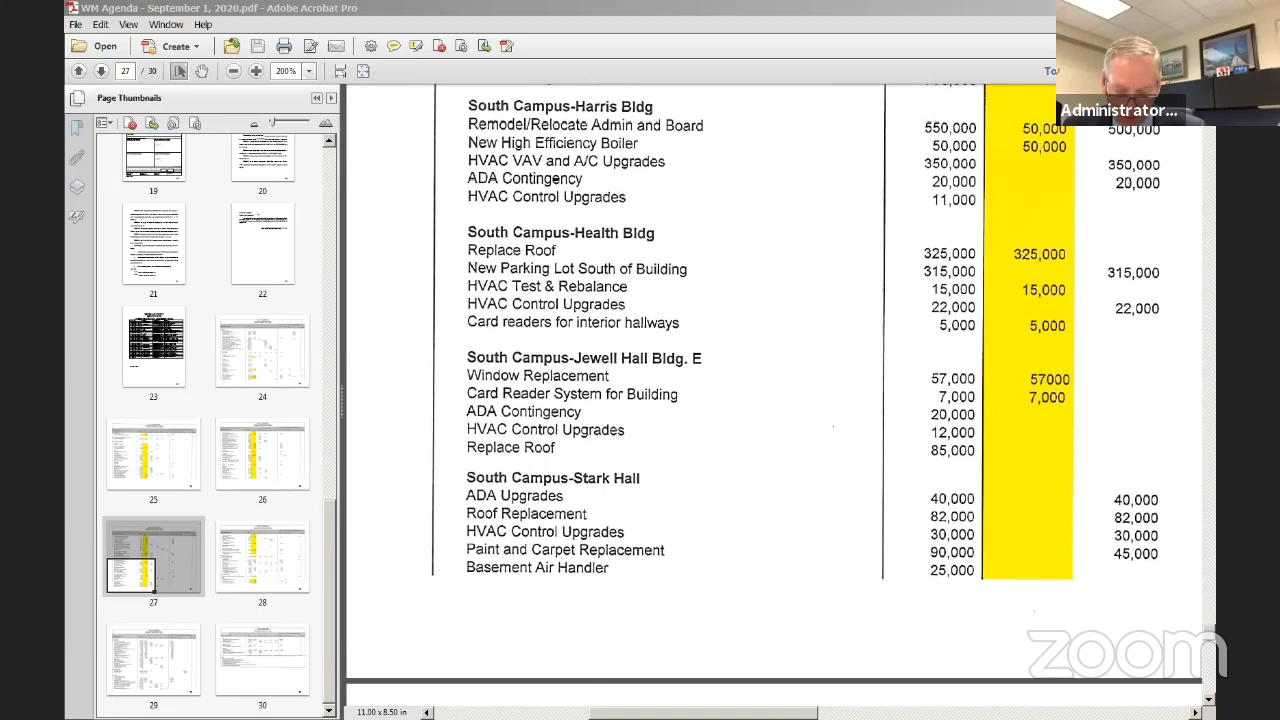 WM Agenda - September 1, 2020.pdf - Adobe Acrobat Pro
File Edit View Window Help
Open Create
27 / 30 200%
Page Thumbnails
19 20
21 22
23 24
25 26
27 28
29 30
South Campus-Harris Bldg
Remodel/Relocate Admin and Board 550,000 50,000 500,000
New High Efficiency Boiler 50,000 50,000
HVAC VAV and A/C Upgrades 350,000 350,000
ADA Contingency 20,000 20,000
HVAC Control Upgrades 11,000
South Campus-Health Bldg
Replace Roof 325,000 325,000
New Parking Lot South of Building 315,000 315,000
HVAC Test & Rebalance 15,000 15,000
HVAC Control Upgrades 22,000 22,000
Card readers for interior hallways 5,000 5,000
South Campus-Jewell Hall Bldg. E
Window Replacement 57,000 57000
Card Reader System for Building 7,000 7,000
ADA Contingency 20,000
HVAC Control Upgrades 12,000
Replace Roof 85,000
South Campus-Stark Hall
ADA Upgrades 40,000 40,000
Roof Replacement 82,000 82,000
HVAC Control Upgrades 30,000 30,000
Paint and Carpet Replacement 90,000 45,000
Basement Air Handler 25,000
11.00 x 8.50 in
Administrator...
zoom